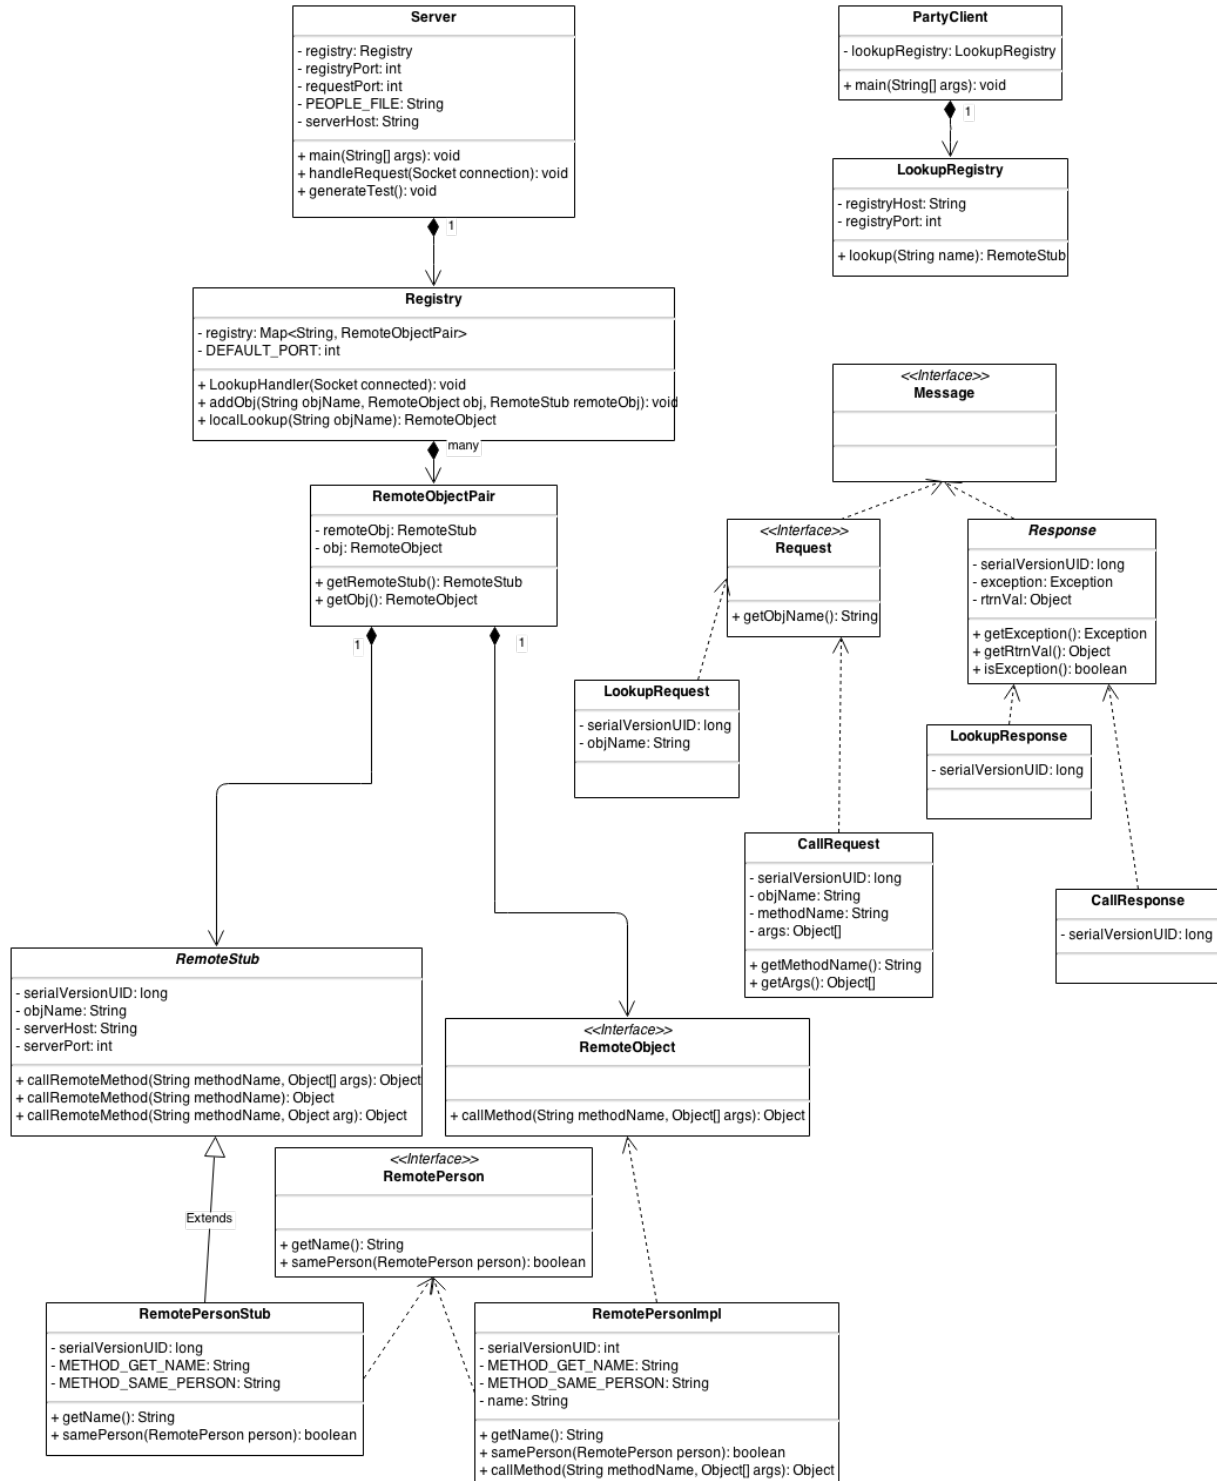 Server
- registry: Registry
- registryPort: int
- requestPort: int
- PEOPLE_FILE: String
- serverHost: String
+ main(String[] args): void
+ handleRequest(Socket connection): void
+ generateTest(): void
1
PartyClient
- lookupRegistry: LookupRegistry
+ main(String[] args): void
1
LookupRegistry
- registryHost: String
- registryPort: int
+ lookup(String name): RemoteStub
Registry
- registry: Map<String, RemoteObjectPair>
- DEFAULT_PORT: int
+ LookupHandler(Socket connected): void
+ addObj(String objName, RemoteObject obj, RemoteStub remoteObj): void
+ localLookup(String objName): RemoteObject
many
RemoteObjectPair
- remoteObj: RemoteStub
- obj: RemoteObject
+ getRemoteStub(): RemoteStub
+ getObj(): RemoteObject
1
1
<<Interface>>
Message
<<Interface>>
Request
+ getObjName(): String
Response
- serialVersionUID: long
- exception: Exception
- rtrnVal: Object
+ getException(): Exception
+ getRtrnVal(): Object
+ isException(): boolean
LookupRequest
- serialVersionUID: long
- objName: String
LookupResponse
- serialVersionUID: long
CallRequest
- serialVersionUID: long
- objName: String
- methodName: String
- args: Object[]
+ getMethodName(): String
+ getArgs(): Object[]
CallResponse
- serialVersionUID: long
RemoteStub
- serialVersionUID: long
- objName: String
- serverHost: String
- serverPort: int
+ callRemoteMethod(String methodName, Object[] args): Object
+ callRemoteMethod(String methodName): Object
+ callRemoteMethod(String methodName, Object arg): Object
<<Interface>>
RemoteObject
+ callMethod(String methodName, Object[] args): Object
<<Interface>>
RemotePerson
+ getName(): String
+ samePerson(RemotePerson person): boolean
Extends
RemotePersonStub
- serialVersionUID: long
- METHOD_GET_NAME: String
- METHOD_SAME_PERSON: String
+ getName(): String
+ samePerson(RemotePerson person): boolean
RemotePersonImpl
- serialVersionUID: int
- METHOD_GET_NAME: String
- METHOD_SAME_PERSON: String
- name: String
+ getName(): String
+ samePerson(RemotePerson person): boolean
+ callMethod(String methodName, Object[] args): Object